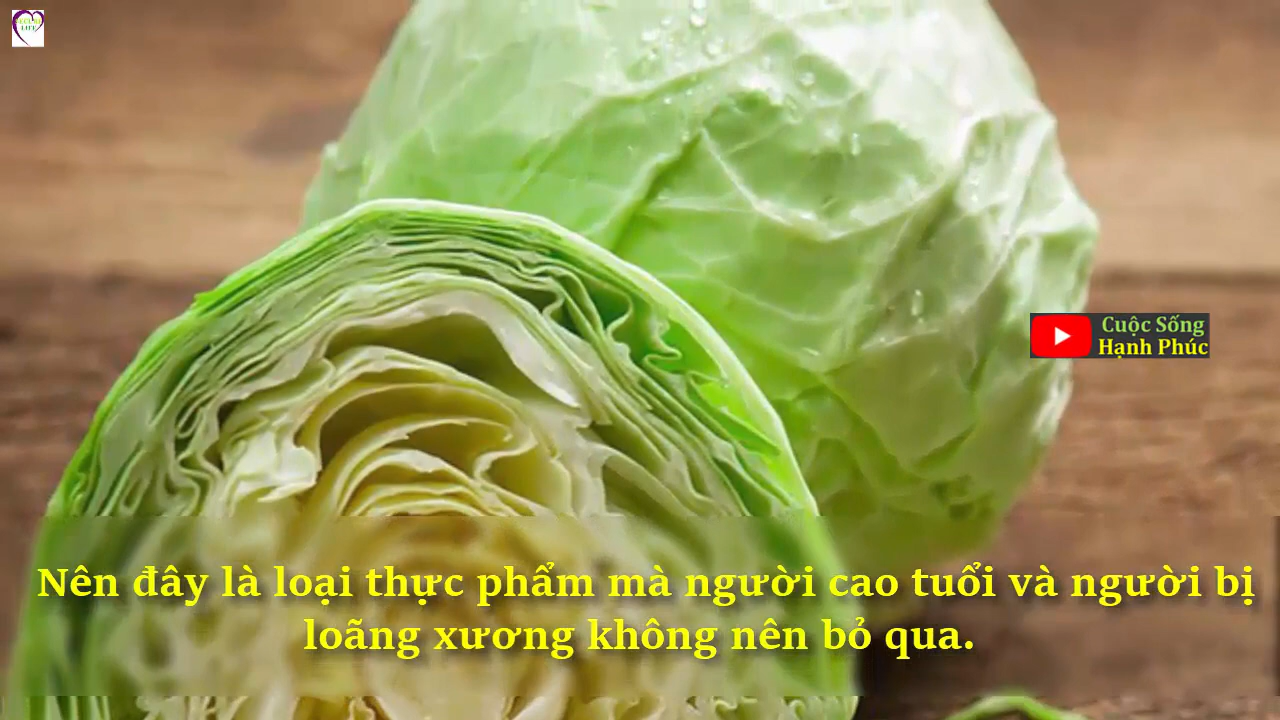 Cuộc Sống
Hạnh Phúc
Nên đây là loại thực phẩm mà người cao tuổi và người bị
loãng xương không nên bỏ qua.